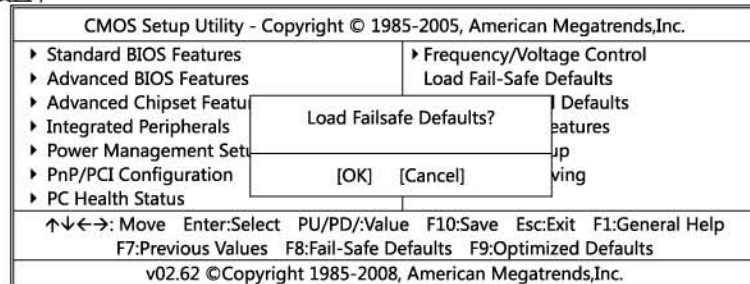 CMOS Setup Utility - Copyright © 1985-2005, American Megatrends,Inc.
Standard BIOS Features
Advanced BIOS Features
Advanced Chipset Featur
Integrated Peripherals
Power Management Setu
PnP/PCI Configuration
PC Health Status
Frequency/Voltage Control
Load Fail-Safe Defaults
Defaults
eatures
up
ving
Load Failsafe Defaults?
[OK] [Cancel]
↑↓←→: Move Enter:Select PU/PD/:Value F10:Save Esc:Exit F1:General Help
F7:Previous Values F8:Fail-Safe Defaults F9:Optimized Defaults
v02.62 ©Copyright 1985-2008, American Megatrends,Inc.